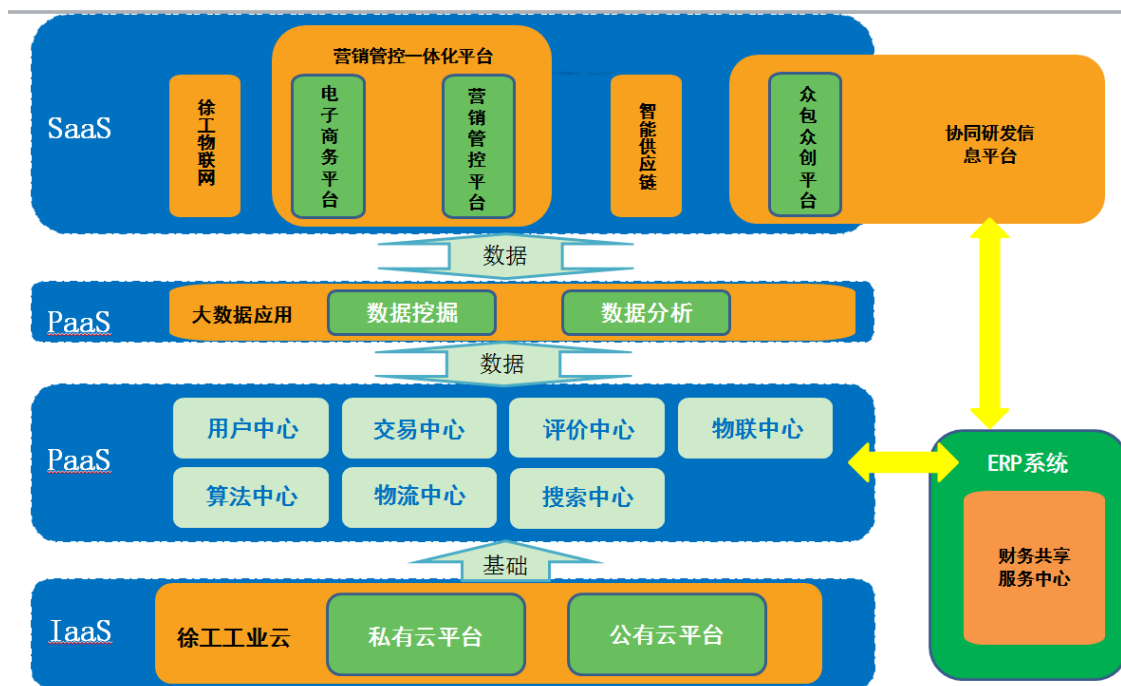 SaaS
徐工物联网
营销管控一体化平台
电子商务平台
营销管控平台
智能供应链
众包众创平台
协同研发信
息平台
数据
PaaS
大数据应用
数据挖掘
数据分析
数据
PaaS
用户中心
交易中心
评价中心
物联中心
算法中心
物流中心
搜索中心
ERP系统
财务共享
服务中心
基础
IaaS
徐工工业云
私有云平台
公有云平台